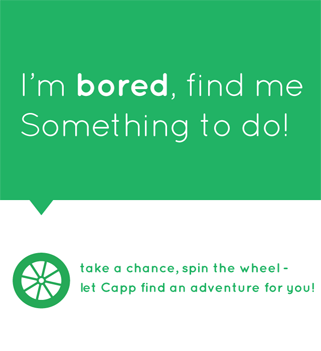 I'm bored, find me
Something to do!
take a chance, spin the wheel -
let Capp find an adventure for you!